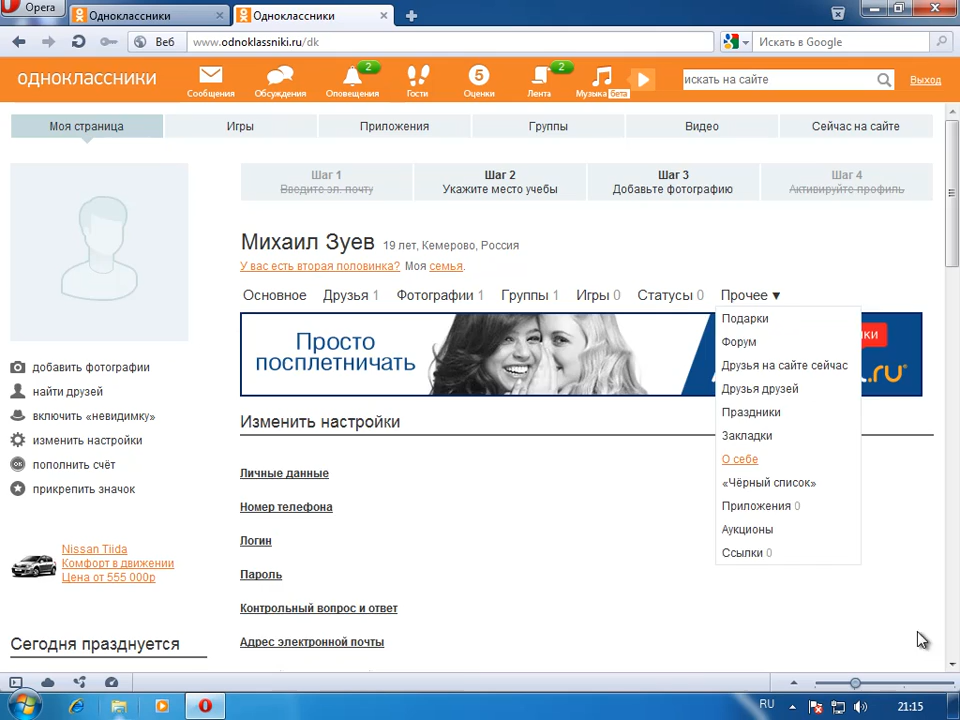 Opera
Одноклассники
Одноклассники
Веб
www.odnoklassniki.ru/dk
Искать в Google
одноклассники
Сообщения
Обсуждения
2
Оповещения
Гости
5
Оценки
2
Лента
Музыка бета
искать на сайте
Выход
Моя страница
Игры
Приложения
Группы
Видео
Сейчас на сайте
Шаг 1
Введите эл. почту
Шаг 2
Укажите место учебы
Шаг 3
Добавьте фотографию
Шаг 4
Активируйте профиль
Михаил Зуев 19 лет, Кемерово, Россия
У вас есть вторая половинка? Моя семья.
Основное Друзья 1 Фотографии 1 Группы 1 Игры 0 Статусы 0 Прочее ▾
Просто
посплетничать
ки
.ru
Подарки
Форум
Друзья на сайте сейчас
Друзья друзей
Праздники
Закладки
О себе
«Чёрный список»
Приложения 0
Аукционы
Ссылки 0
добавить фотографии
найти друзей
включить «невидимку»
изменить настройки
ОК
пополнить счёт
прикрепить значок
Изменить настройки
Личные данные
Номер телефона
Логин
Пароль
Контрольный вопрос и ответ
Адрес электронной почты
Nissan Tiida
Комфорт в движении
Цена от 555 000р
Сегодня празднуется
RU
21:15